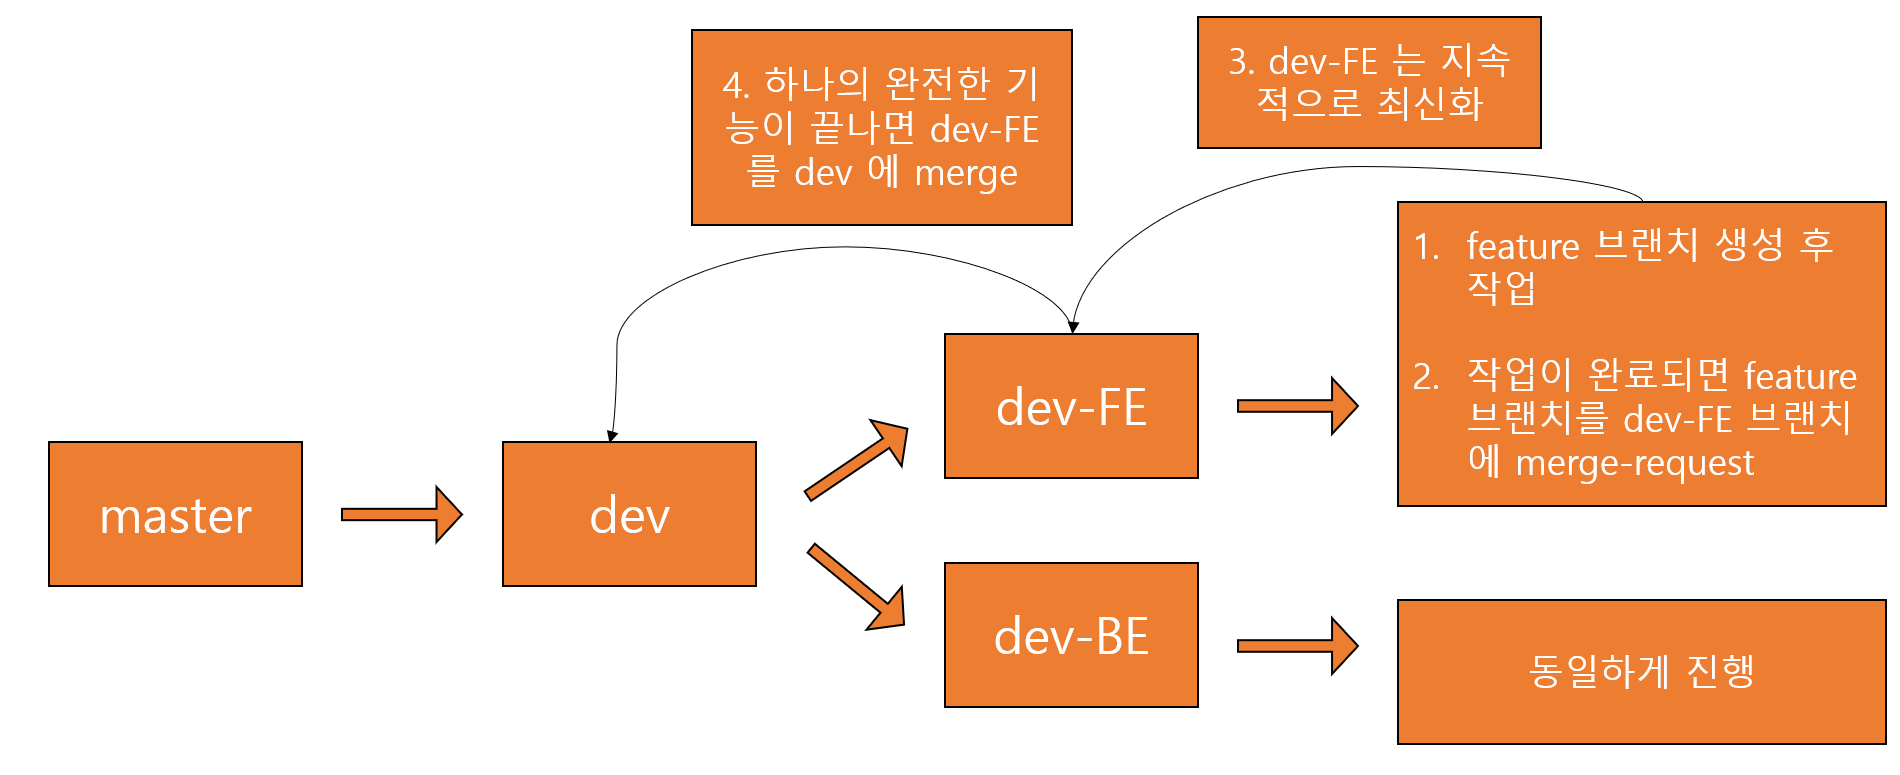 4. 하나의 완전한 기
능이 끝나면 dev-FE
를 dev 에 merge
3. dev-FE 는 지속
적으로 최신화
1. feature 브랜치 생성 후
작업
2. 작업이 완료되면 feature
브랜치를 dev-FE 브랜치
에 merge-request
master
dev
dev-FE
dev-BE
동일하게 진행